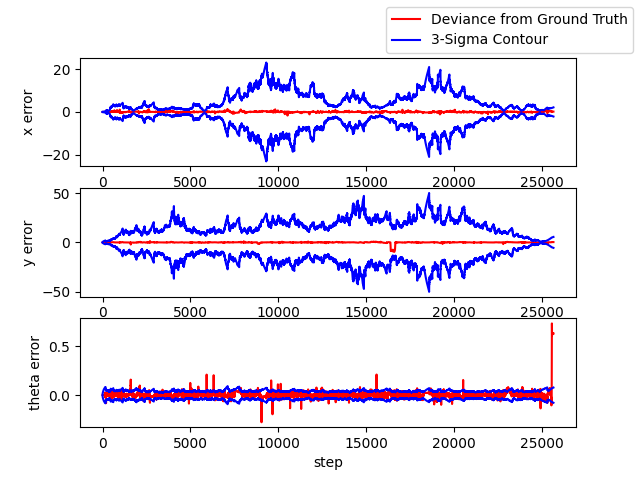 Deviance from Ground Truth
3-Sigma Contour
x error
20
0
−20
0 5000 10000 15000 20000 25000
y error
50
0
−50
0 5000 10000 15000 20000 25000
theta error
0.5
0.0
0 5000 10000 15000 20000 25000
step